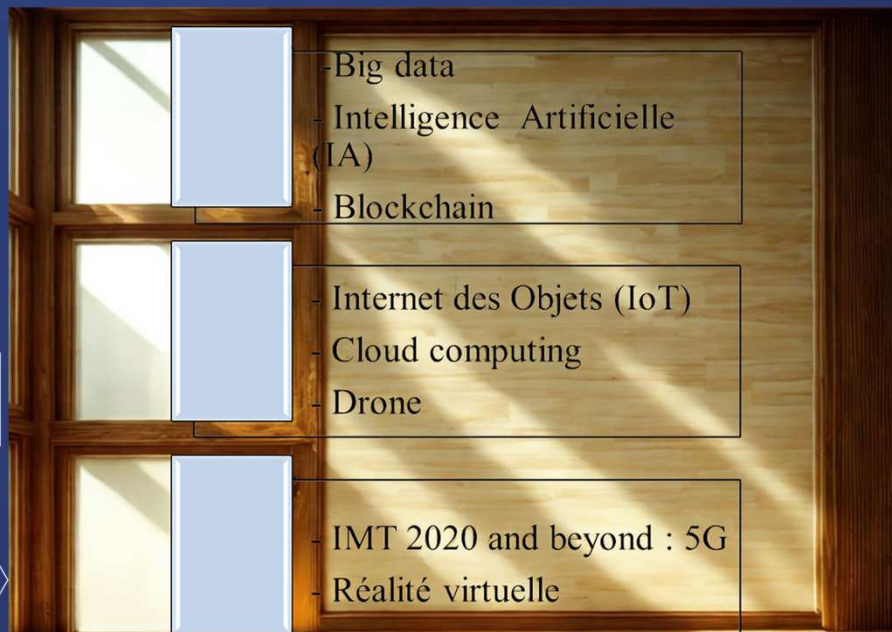 -Big data
- Intelligence Artificielle
(IA)
- Blockchain
- Internet des Objets (IoT)
- Cloud computing
- Drone
- IMT 2020 and beyond : 5G
- Réalité virtuelle